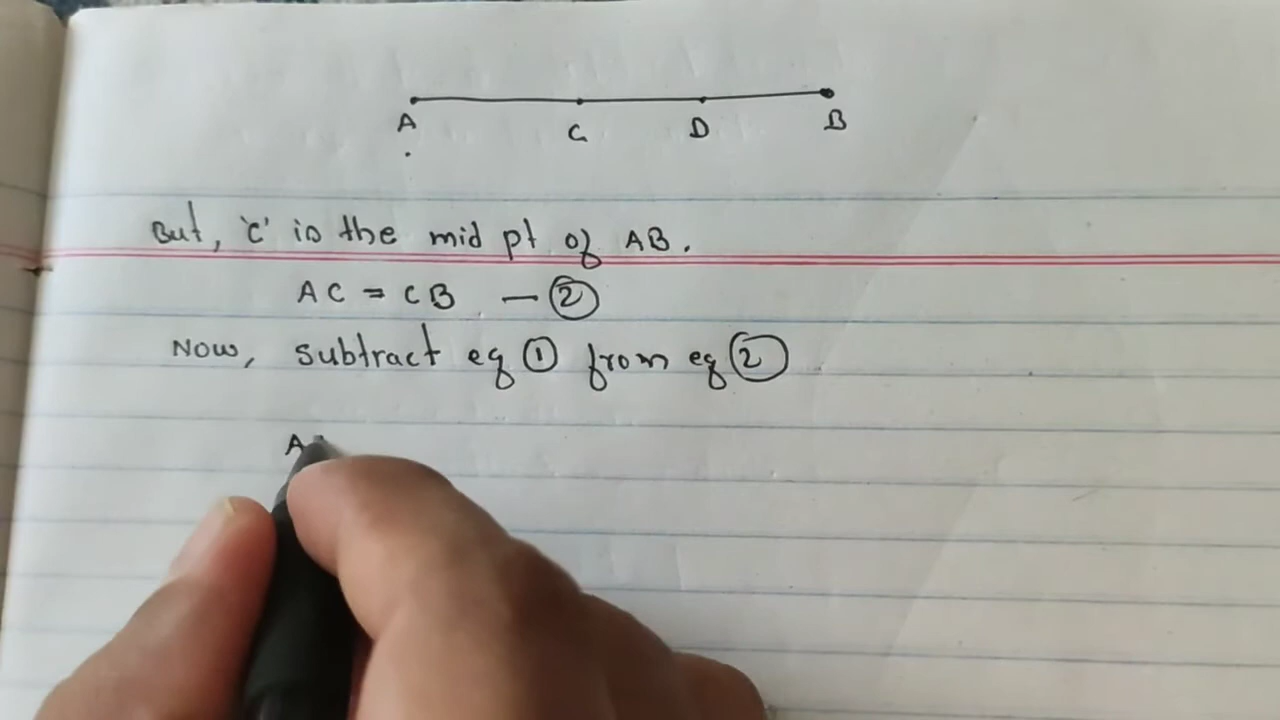 A C D B
But, 'C' is the mid pt of AB.
AC = CB — ②
Now, subtract eq ① from eq ②
A